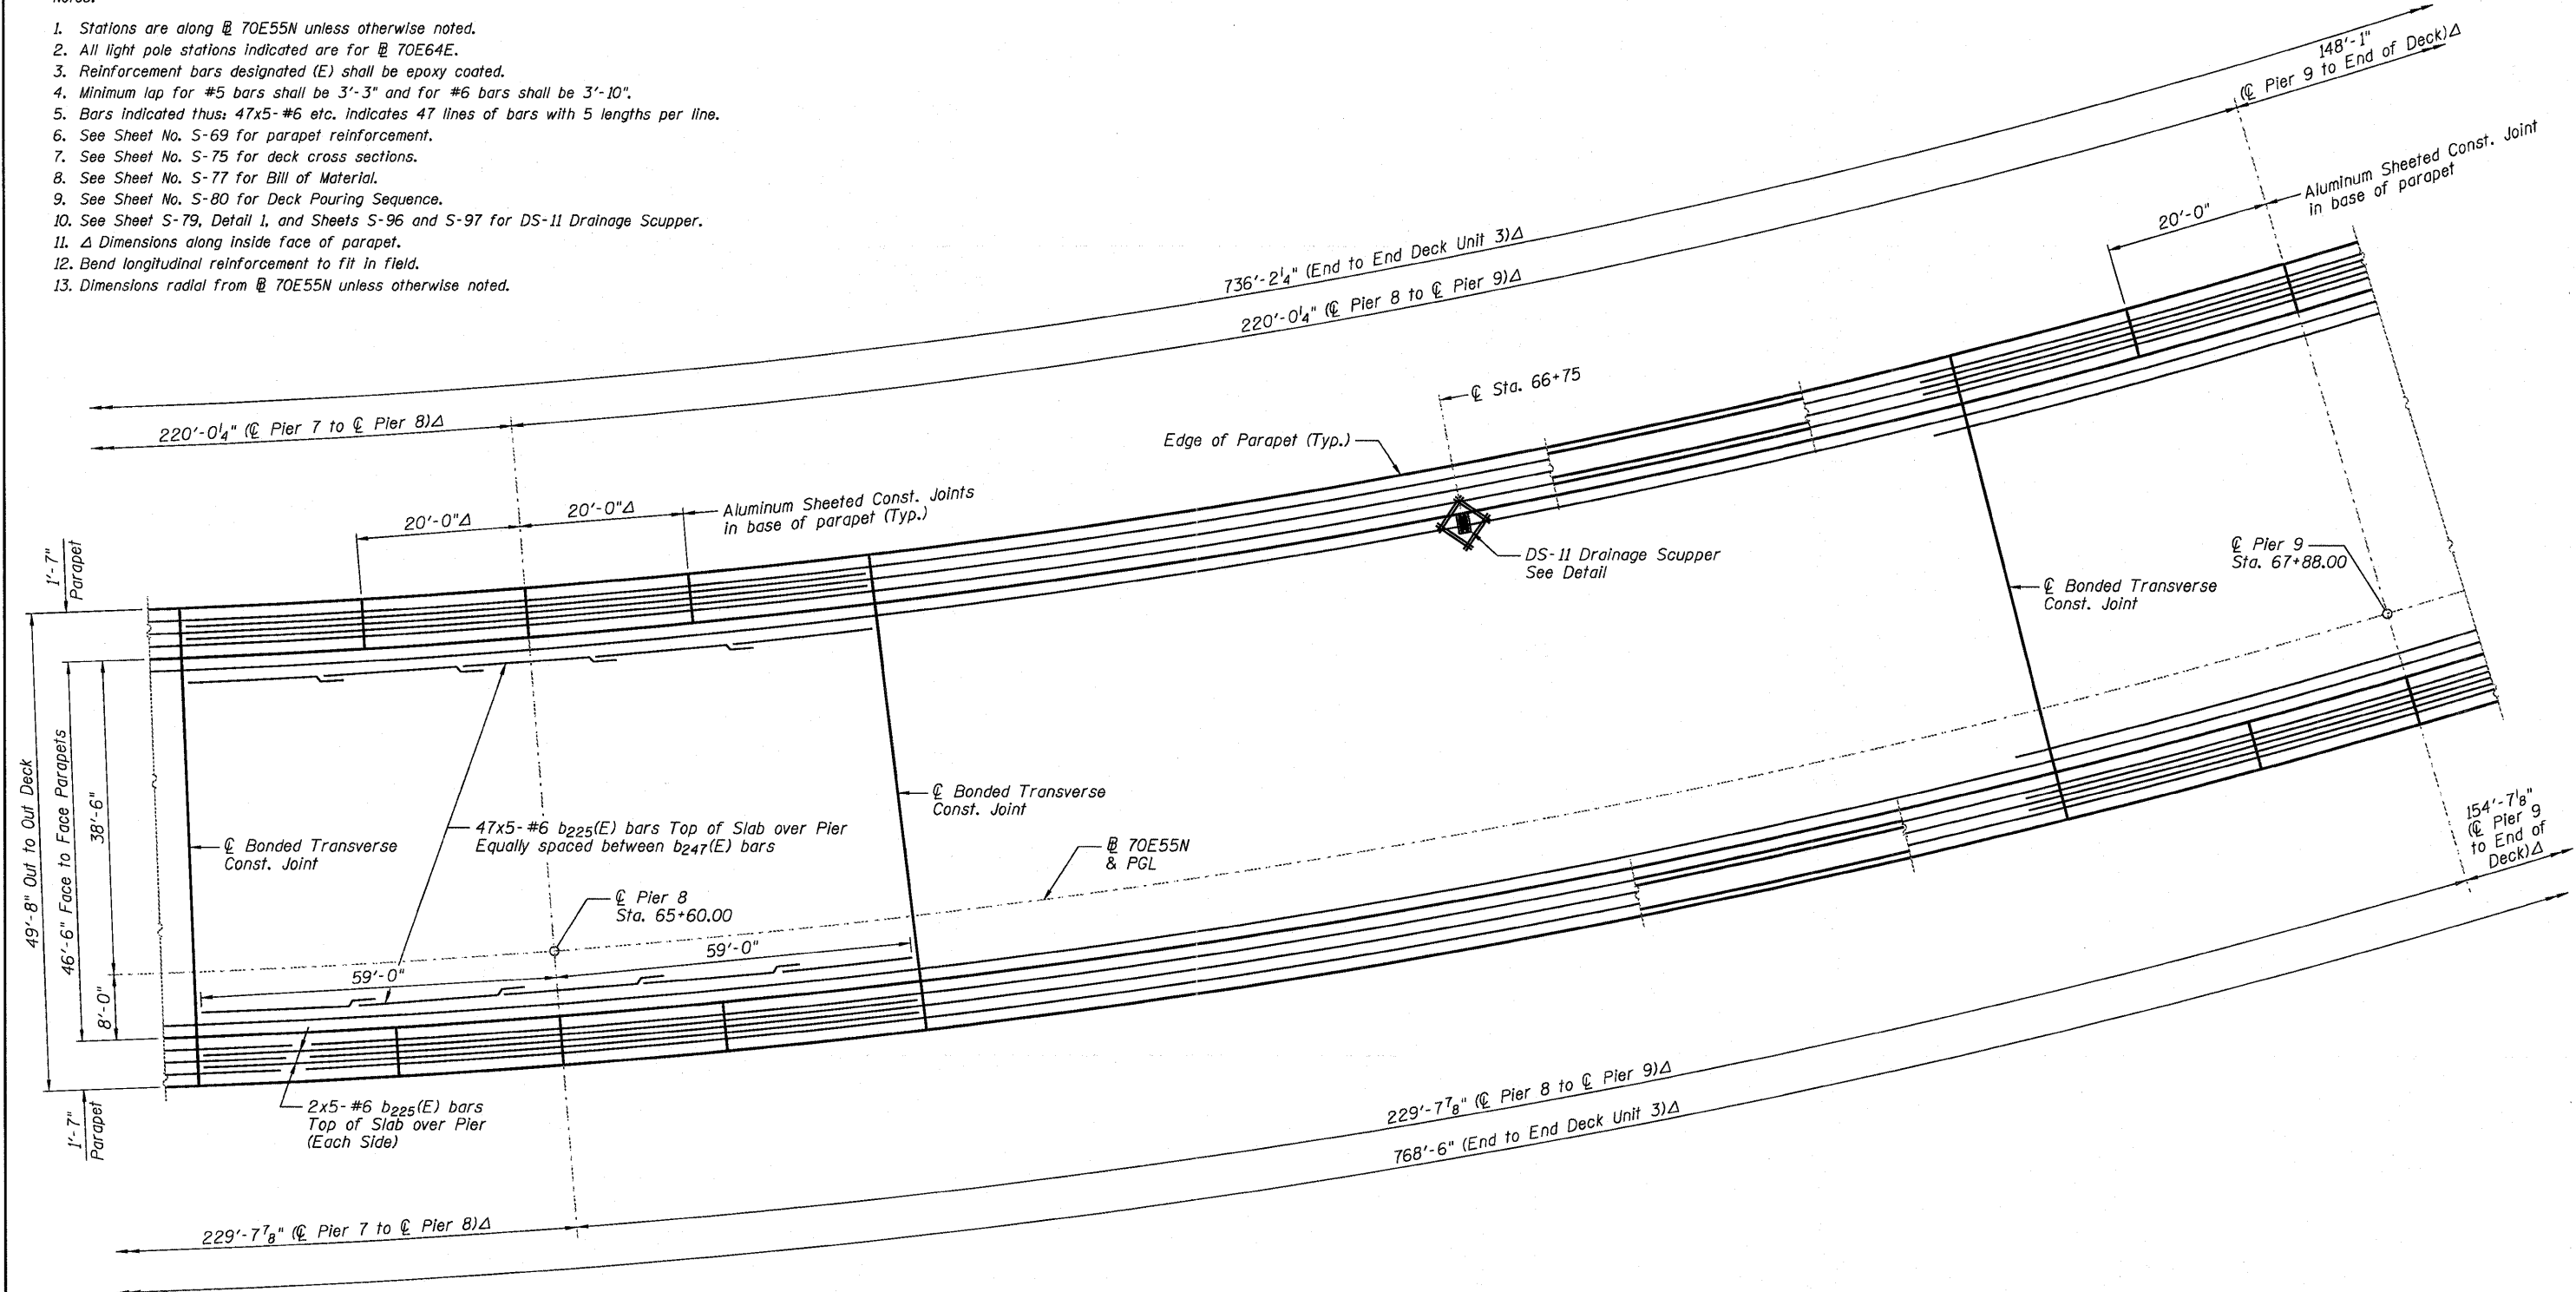 Notes:
1. Stations are along ⅊ 70E55N unless otherwise noted.
2. All light pole stations indicated are for ⅊ 70E64E.
3. Reinforcement bars designated (E) shall be epoxy coated.
4. Minimum lap for #5 bars shall be 3'-3" and for #6 bars shall be 3'-10".
5. Bars indicated thus: 47x5-#6 etc. indicates 47 lines of bars with 5 lengths per line.
6. See Sheet No. S-69 for parapet reinforcement.
7. See Sheet No. S-75 for deck cross sections.
8. See Sheet No. S-77 for Bill of Material.
9. See Sheet No. S-80 for Deck Pouring Sequence.
10. See Sheet S-79, Detail 1, and Sheets S-96 and S-97 for DS-11 Drainage Scupper.
11. Δ Dimensions along inside face of parapet.
12. Bend longitudinal reinforcement to fit in field.
13. Dimensions radial from ⅊ 70E55N unless otherwise noted.
148'-1"
(℄ Pier 9 to End of Deck)Δ
Aluminum Sheeted Const. Joint
in base of parapet
20'-0"
736'-2¼" (End to End Deck Unit 3)Δ
220'-0¼" (℄ Pier 8 to ℄ Pier 9)Δ
℄ Sta. 66+75
220'-0¼" (℄ Pier 7 to ℄ Pier 8)Δ
Edge of Parapet (Typ.)
20'-0"Δ
20'-0"Δ
Aluminum Sheeted Const. Joints
in base of parapet (Typ.)
1'-7"
Parapet
DS-11 Drainage Scupper
See Detail
℄ Pier 9
Sta. 67+88.00
℄ Bonded Transverse
Const. Joint
49'-8" Out to Out Deck
46'-6" Face to Face Parapets
38'-6"
8'-0"
℄ Bonded Transverse
Const. Joint
℄ Bonded Transverse
Const. Joint
47x5-#6 b225(E) bars Top of Slab over Pier
Equally spaced between b247(E) bars
⅊ 70E55N
& PGL
℄ Pier 8
Sta. 65+60.00
59'-0"
59'-0"
154'-7⅛"
(℄ Pier 9
to End of
Deck)Δ
2x5-#6 b225(E) bars
Top of Slab over Pier
(Each Side)
1'-7"
Parapet
229'-7⅞" (℄ Pier 8 to ℄ Pier 9)Δ
768'-6" (End to End Deck Unit 3)Δ
229'-7⅞" (℄ Pier 7 to ℄ Pier 8)Δ